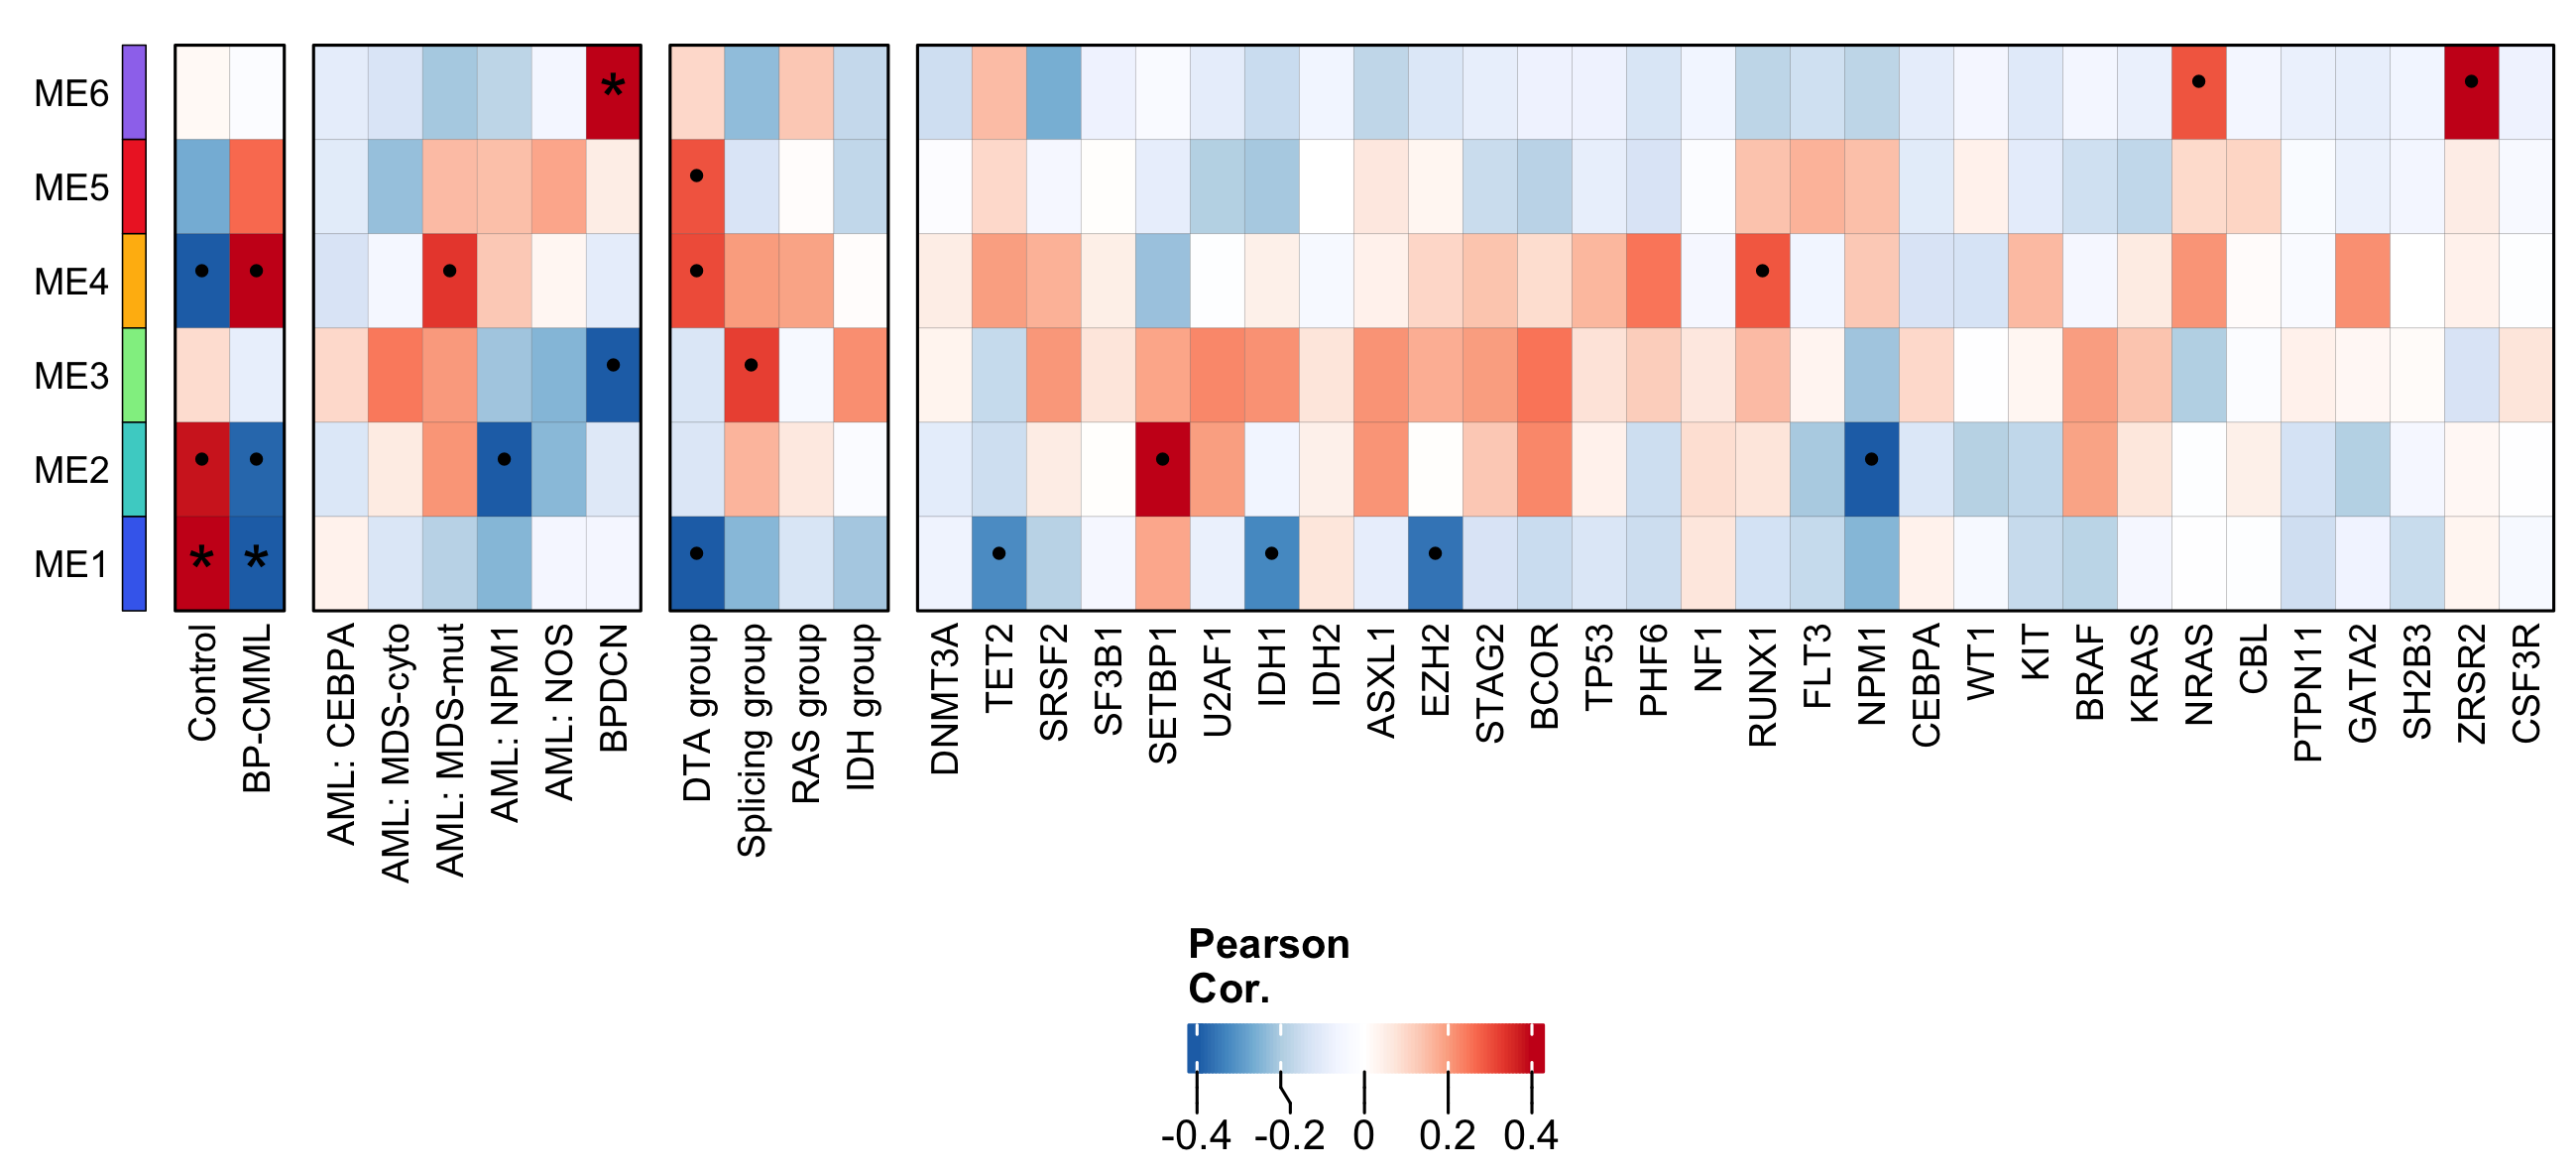 ME6
*
ME5
ME4
ME3
ME2
ME1
* *
Control
BP-CMML
AML: CEBPA
AML: MDS-cyto
AML: MDS-mut
AML: NPM1
AML: NOS
BPDCN
DTA group
Splicing group
RAS group
IDH group
DNMT3A
TET2
SRSF2
SF3B1
SETBP1
U2AF1
IDH1
IDH2
ASXL1
EZH2
STAG2
BCOR
TP53
PHF6
NF1
RUNX1
FLT3
NPM1
CEBPA
WT1
KIT
BRAF
KRAS
NRAS
CBL
PTPN11
GATA2
SH2B3
ZRSR2
CSF3R
Pearson
Cor.
-0.4 -0.2 0 0.2 0.4